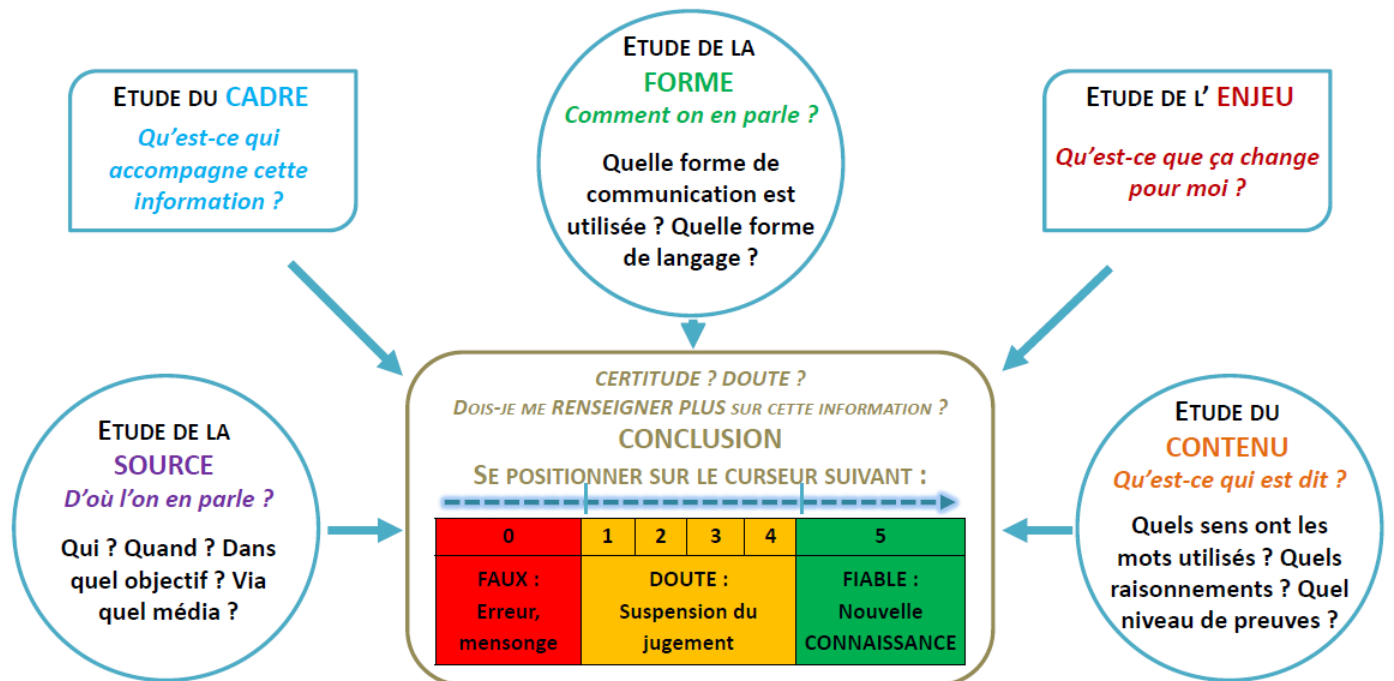 ETUDE DU CADRE
Qu'est-ce qui
accompagne cette
information ?
ETUDE DE LA
FORME
Comment on en parle ?
Quelle forme de
communication est
utilisée ? Quelle forme
de langage ?
ETUDE DE L' ENJEU
Qu'est-ce que ça change
pour moi ?
ETUDE DE LA
SOURCE
D'où l'on en parle ?
Qui ? Quand ? Dans
quel objectif ? Via
quel média ?
CERTITUDE ? DOUTE ?
DOIS-JE ME RENSEIGNER PLUS SUR CETTE INFORMATION ?
CONCLUSION
SE POSITIONNER SUR LE CURSEUR SUIVANT :
0 1 2 3 4 5
FAUX : DOUTE : FIABLE :
Erreur, Suspension du Nouvelle
mensonge jugement CONNAISSANCE
ETUDE DU
CONTENU
Qu'est-ce qui est dit ?
Quels sens ont les
mots utilisés ? Quels
raisonnements ? Quel
niveau de preuves ?